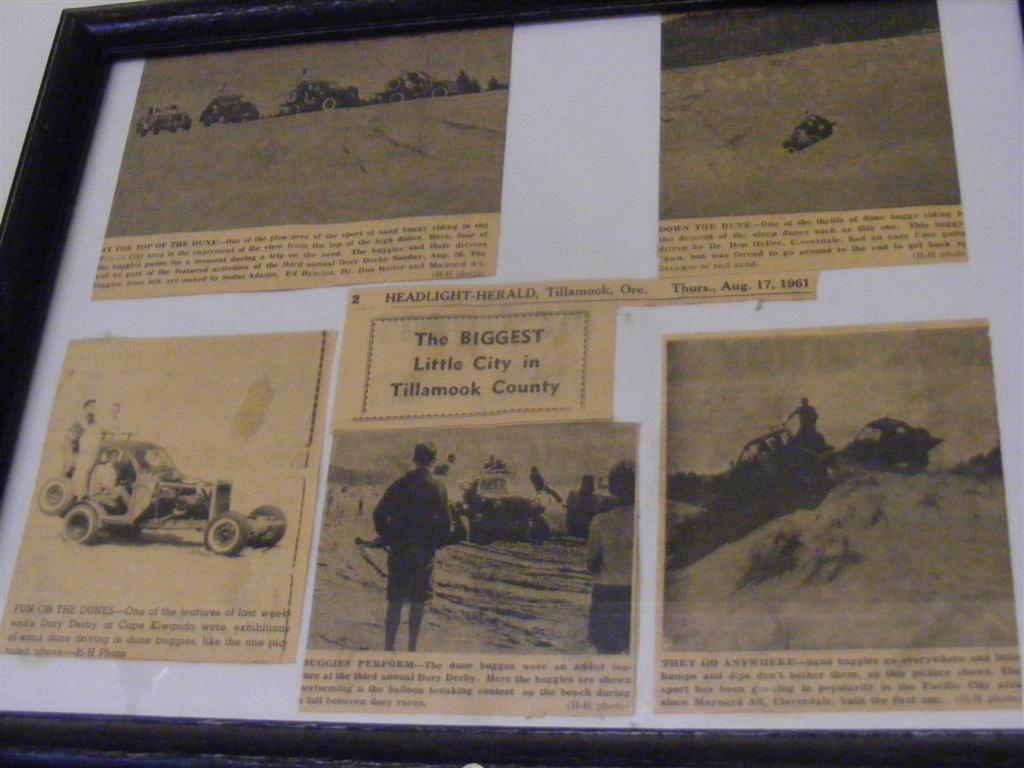 AT THE TOP OF THE DUNE—One of the pleasures of the sport of sand buggy riding in the
City area is the enjoyment of the view from the top of the high dunes. Here, four of
the buggies pause for a moment during a trip on the sand. The buggies and their drivers
will be part of the featured activities of the third annual Dory Derby Sunday, Aug. 20. The
buggies, from left, are owned by Adams, Ed Dr. Don and
(H-H photo)
DOWN THE DUNE—One of the thrills of dune buggy riding is
the descent of the steep dunes such as this one. This buggy
driven by Dr. Don Cloverdale, had an easy time going
down, but was forced to go around to the end to get back up
because of soft sand. (H-H photo)
2 HEADLIGHT-HERALD, Tillamook, Ore. Thurs., Aug. 17, 1961
The BIGGEST
Little City in
Tillamook County
FUN ON THE DUNES—One of the features of last week
end's Dory Derby at Cape Kiwanda were exhibitions
of sand dune driving in dune buggies, like the one pic
tured above.—H-H Photo
BUGGIES PERFORM—The dune bugges were an added fea-
ture at the third annual Dory Derby. Here the buggies are shown
performing in the balloon breaking contest on the beach during
a lull between dory races. (H-H photo)
THEY GO ANYWHERE—Sand buggies go everywhere and little
humps and dips don't bother them, as this picture shows. The
sport has been growing in popularity in the Pacific City area
since Maynard Cloverdale, built the first one. (H-H photo)